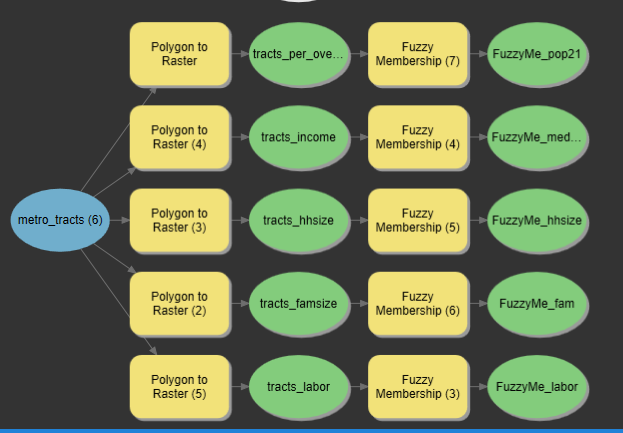 Polygon to
Raster
tracts_per_ove...
Fuzzy
Membership (7)
FuzzyMe_pop21
Polygon to
Raster (4)
tracts_income
Fuzzy
Membership (4)
FuzzyMe_med...
metro_tracts (6)
Polygon to
Raster (3)
tracts_hhsize
Fuzzy
Membership (5)
FuzzyMe_hhsize
Polygon to
Raster (2)
tracts_famsize
Fuzzy
Membership (6)
FuzzyMe_fam
Polygon to
Raster (5)
tracts_labor
Fuzzy
Membership (3)
FuzzyMe_labor